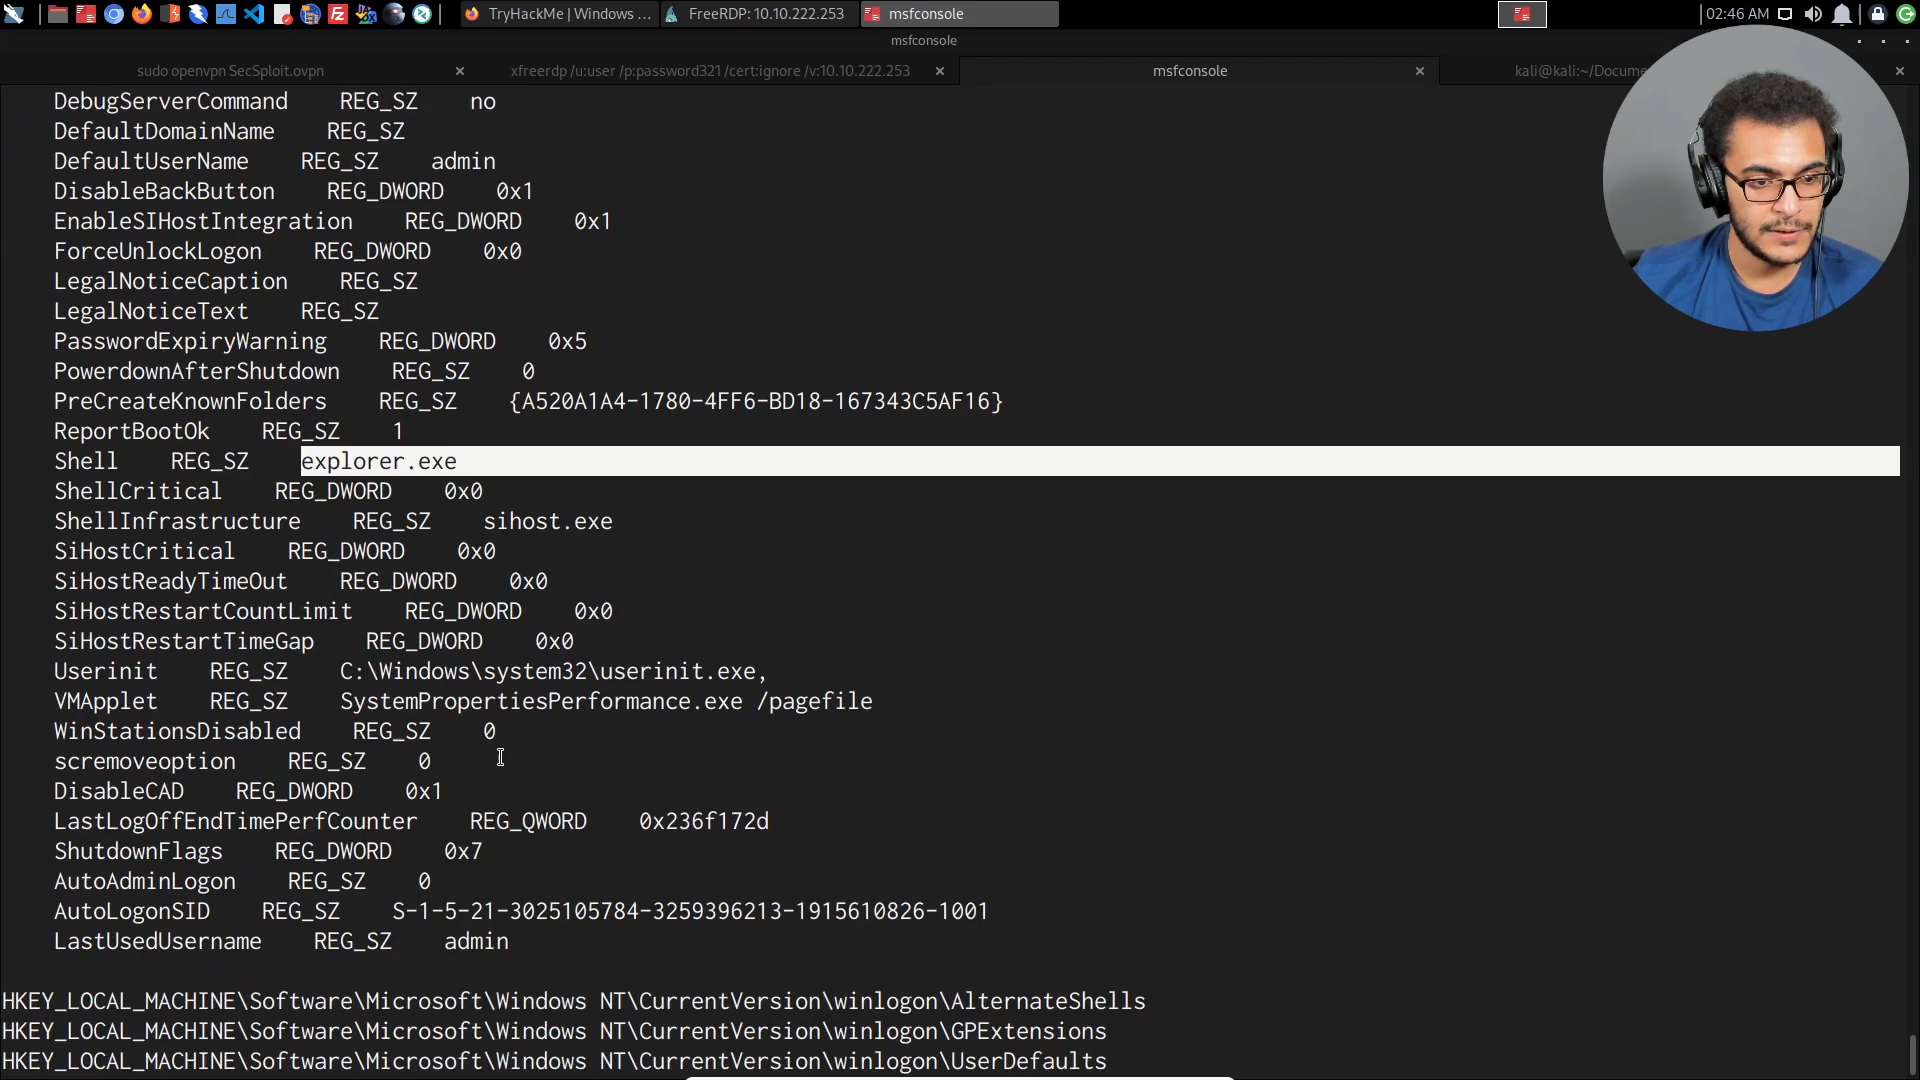 TryHackMe | Windows ...
FreeRDP: 10.10.222.253
msfconsole
02:46 AM
msfconsole
sudo openvpn SecSploit.ovpn
xfreerdp /u:user /p:password321 /cert:ignore /v:10.10.222.253
msfconsole
kali@kali:~/Docume
DebugServerCommand    REG_SZ    no
DefaultDomainName    REG_SZ
DefaultUserName    REG_SZ    admin
DisableBackButton    REG_DWORD    0x1
EnableSIHostIntegration    REG_DWORD    0x1
ForceUnlockLogon    REG_DWORD    0x0
LegalNoticeCaption    REG_SZ
LegalNoticeText    REG_SZ
PasswordExpiryWarning    REG_DWORD    0x5
PowerdownAfterShutdown    REG_SZ    0
PreCreateKnownFolders    REG_SZ    {A520A1A4-1780-4FF6-BD18-167343C5AF16}
ReportBootOk    REG_SZ    1
Shell    REG_SZ    explorer.exe
ShellCritical    REG_DWORD    0x0
ShellInfrastructure    REG_SZ    sihost.exe
SiHostCritical    REG_DWORD    0x0
SiHostReadyTimeOut    REG_DWORD    0x0
SiHostRestartCountLimit    REG_DWORD    0x0
SiHostRestartTimeGap    REG_DWORD    0x0
Userinit    REG_SZ    C:\Windows\system32\userinit.exe,
VMApplet    REG_SZ    SystemPropertiesPerformance.exe /pagefile
WinStationsDisabled    REG_SZ    0
scremoveoption    REG_SZ    0
DisableCAD    REG_DWORD    0x1
LastLogOffEndTimePerfCounter    REG_QWORD    0x236f172d
ShutdownFlags    REG_DWORD    0x7
AutoAdminLogon    REG_SZ    0
AutoLogonSID    REG_SZ    S-1-5-21-3025105784-3259396213-1915610826-1001
LastUsedUsername    REG_SZ    admin
HKEY_LOCAL_MACHINE\Software\Microsoft\Windows NT\CurrentVersion\winlogon\AlternateShells
HKEY_LOCAL_MACHINE\Software\Microsoft\Windows NT\CurrentVersion\winlogon\GPExtensions
HKEY_LOCAL_MACHINE\Software\Microsoft\Windows NT\CurrentVersion\winlogon\UserDefaults